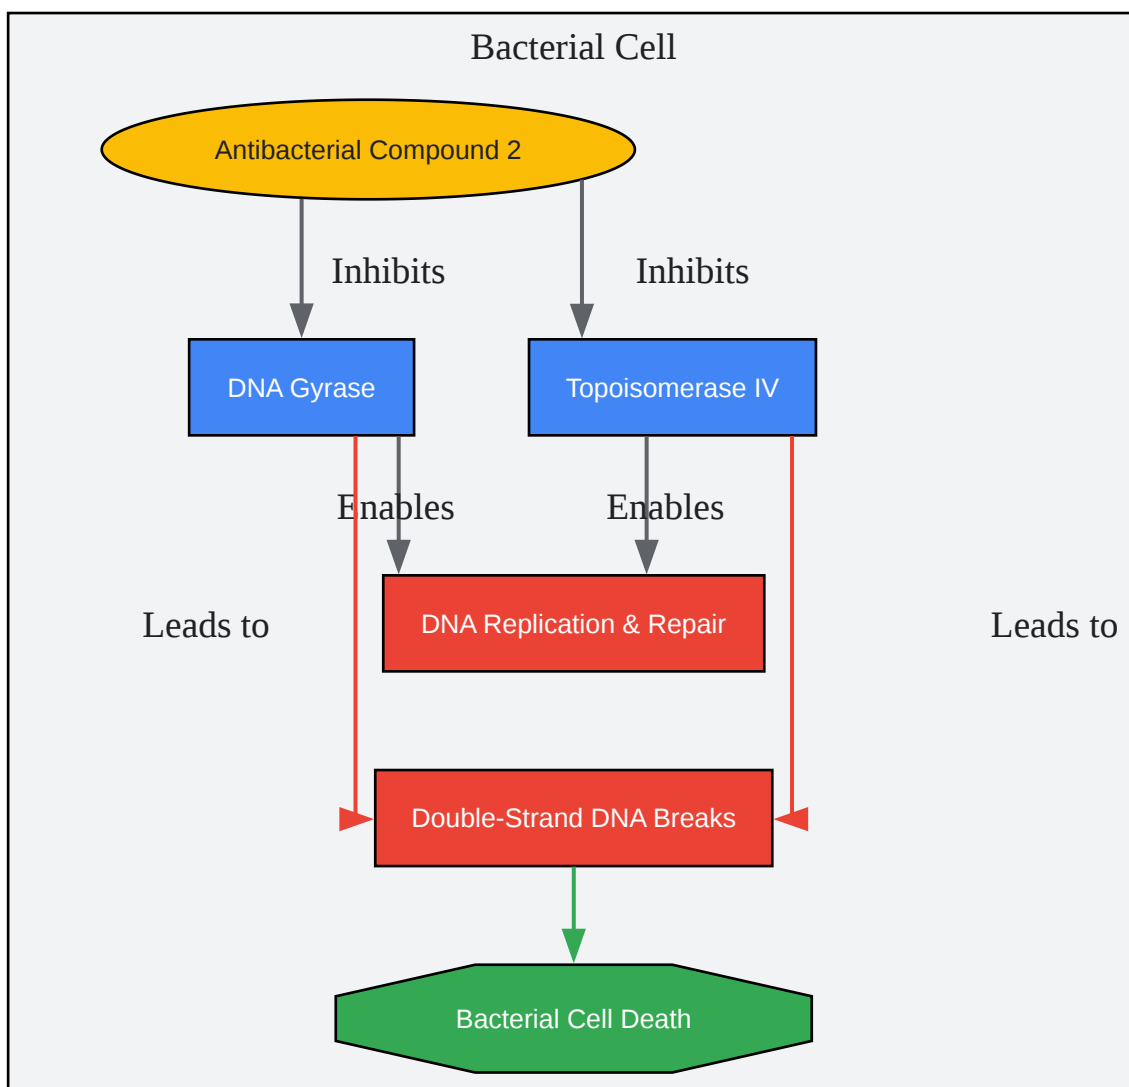 Bacterial Cell
Antibacterial Compound 2
Inhibits
Inhibits
DNA Gyrase
Topoisomerase IV
Enables
Enables
DNA Replication & Repair
Leads to
Leads to
Double-Strand DNA Breaks
Bacterial Cell Death